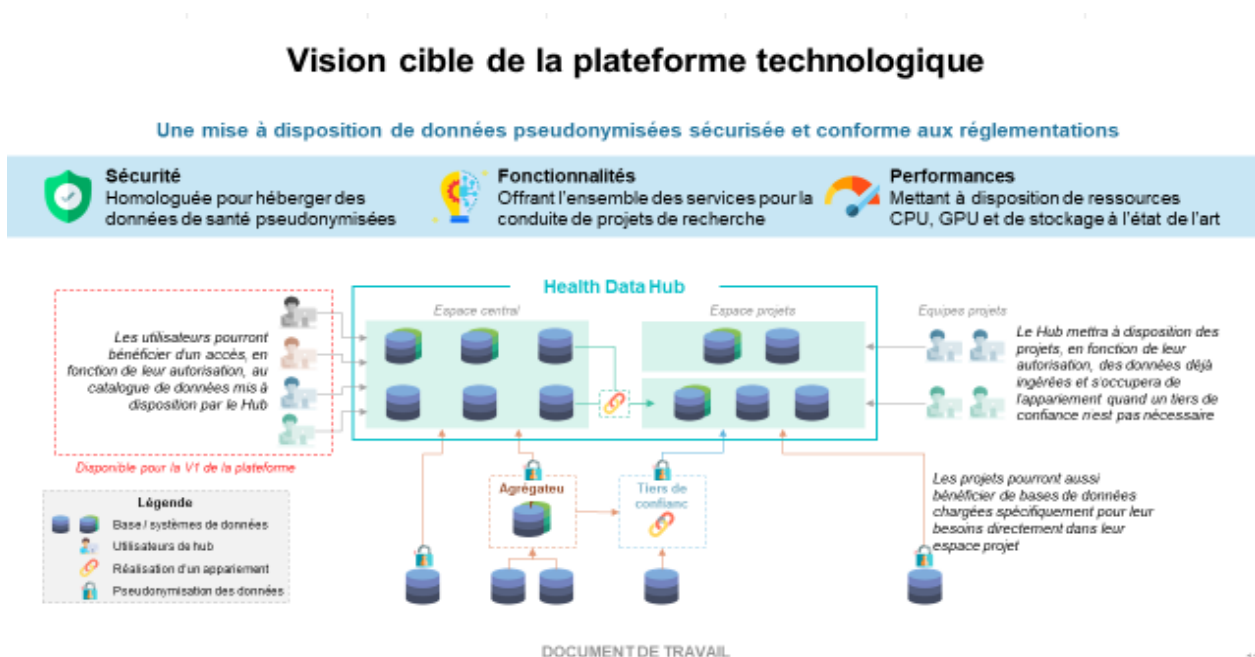 Vision cible de la plateforme technologique
Une mise à disposition de données pseudonymisées sécurisée et conforme aux réglementations
Sécurité
Homologuée pour héberger des
données de santé pseudonymisées
Fonctionnalités
Offrant l'ensemble des services pour la
conduite de projets de recherche
Performances
Mettant à disposition de ressources
CPU, GPU et de stockage à l'état de l'art
Health Data Hub
Espace central
Espace projets
Equipes projets
Les utilisateurs pourront
bénéficier d'un accès, en
fonction de leur autorisation, au
catalogue de données mis à
disposition par le Hub
Disponible pour la V1 de la plateforme
Le Hub mettra à disposition des
projets, en fonction de leur
autorisation, des données déjà
ingérées et s'occupera de
l'appariement quand un tiers de
confiance n'est pas nécessaire
Agrégateu
Tiers de
confianc
Les projets pourront aussi
bénéficier de bases de données
chargées spécifiquement pour leur
besoins directement dans leur
espace projet
Légende
Base / systèmes de données
Utilisateurs de hub
Réalisation d'un appariement
Pseudonymisation des données
DOCUMENT DE TRAVAIL